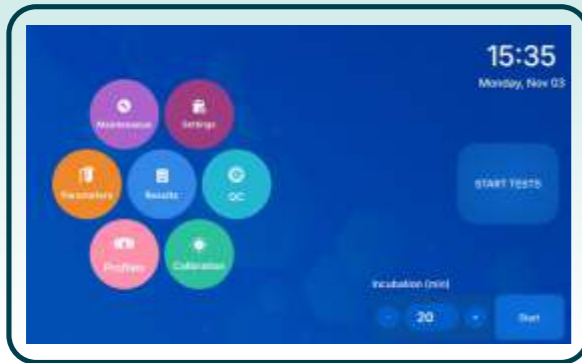 15:35
Monday, Nov 03
Maintenance
Settings
Parameters
Results
QC
START TESTS
Profiles
Calibration
Incubation (min)
-
20
+
Start